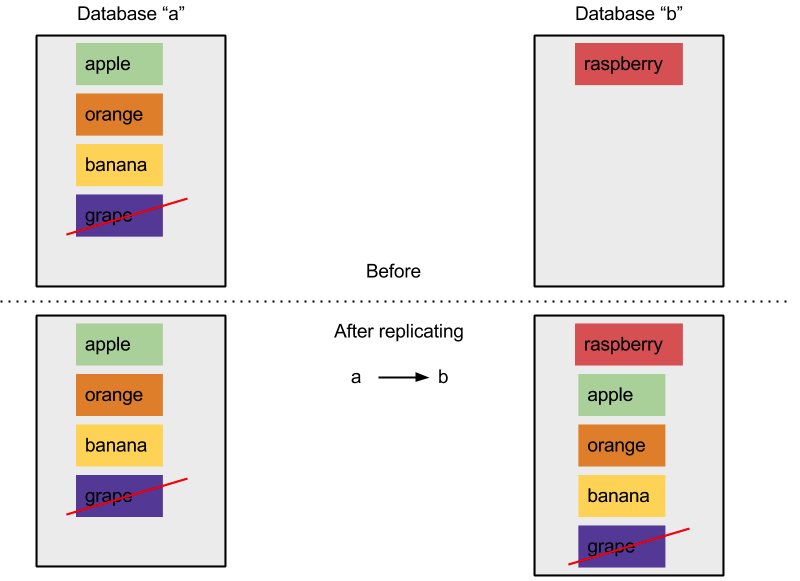 Database “a”
Database “b”
apple
orange
banana
grape
raspberry
Before
After replicating
a b
apple
orange
banana
grape
raspberry
apple
orange
banana
grape